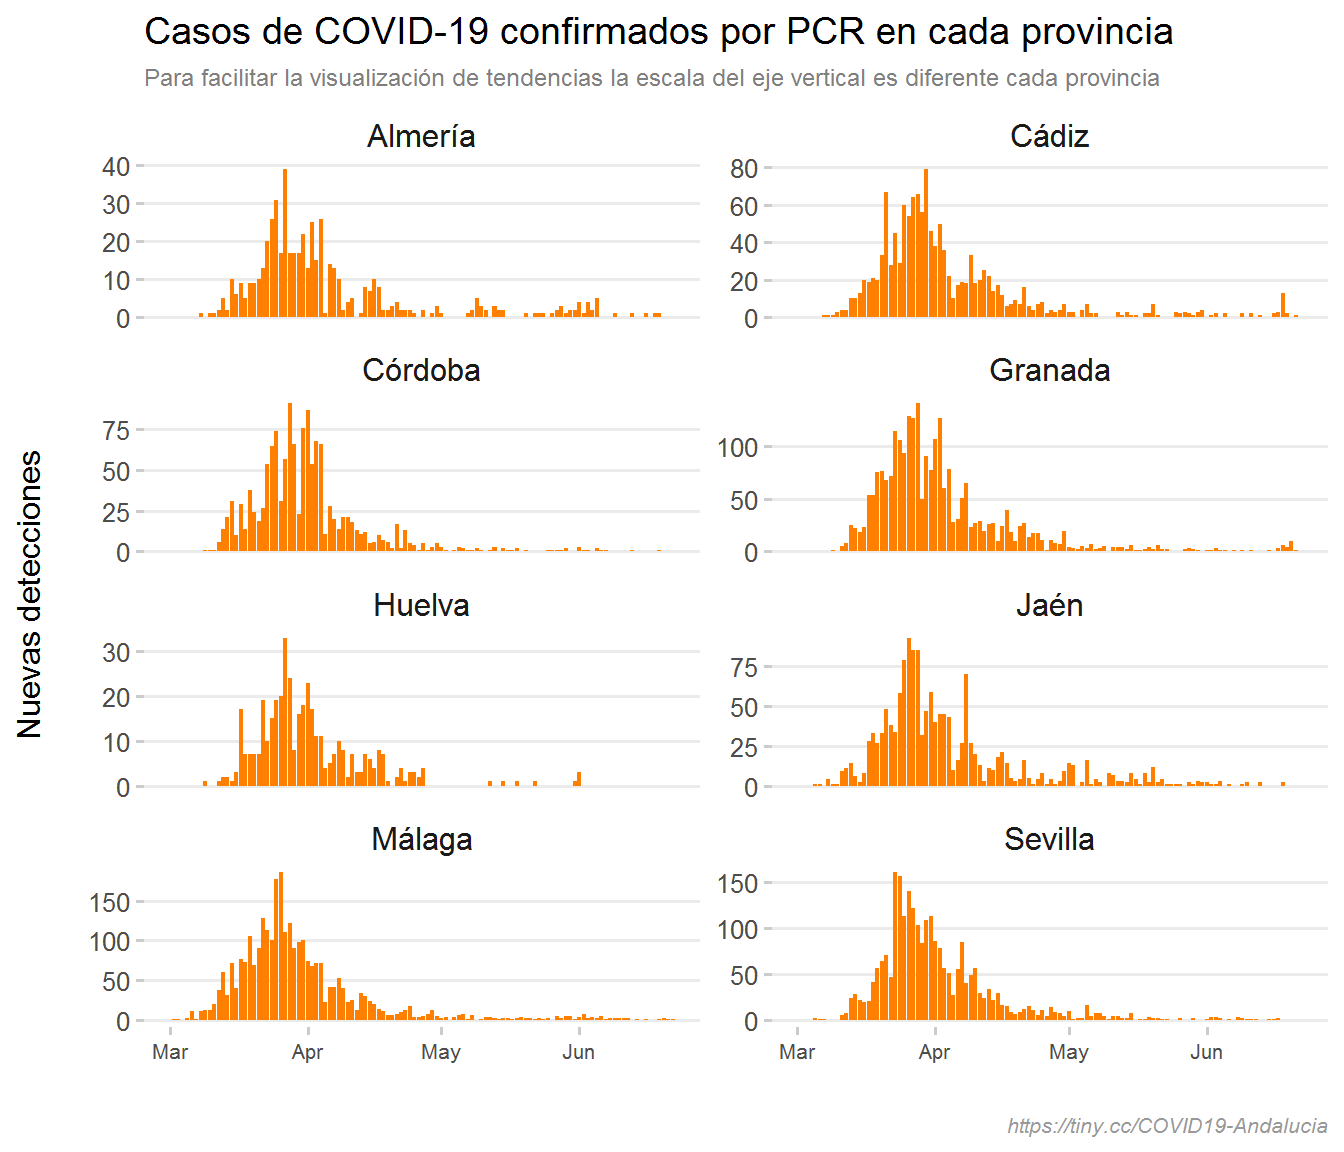 Casos de COVID-19 confirmados por PCR en cada provincia
Para facilitar la visualización de tendencias la escala del eje vertical es diferente cada provincia
Nuevas detecciones
Almería
40
30
20
10
0
Cádiz
80
60
40
20
0
Córdoba
75
50
25
0
Granada
100
50
0
Huelva
30
20
10
0
Jaén
75
50
25
0
Málaga
150
100
50
0
Mar Apr May Jun
Sevilla
150
100
50
0
Mar Apr May Jun
https://tiny.cc/COVID19-Andalucia